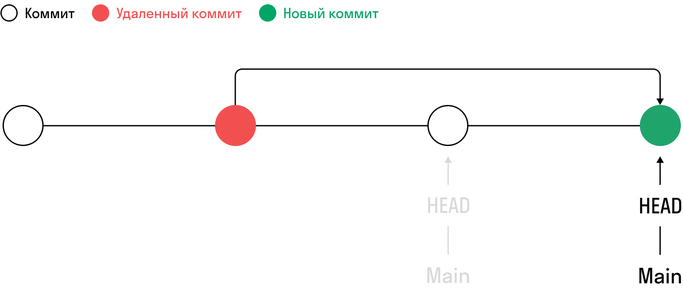 Коммит Удаленный коммит Новый коммит
HEAD HEAD
Main Main